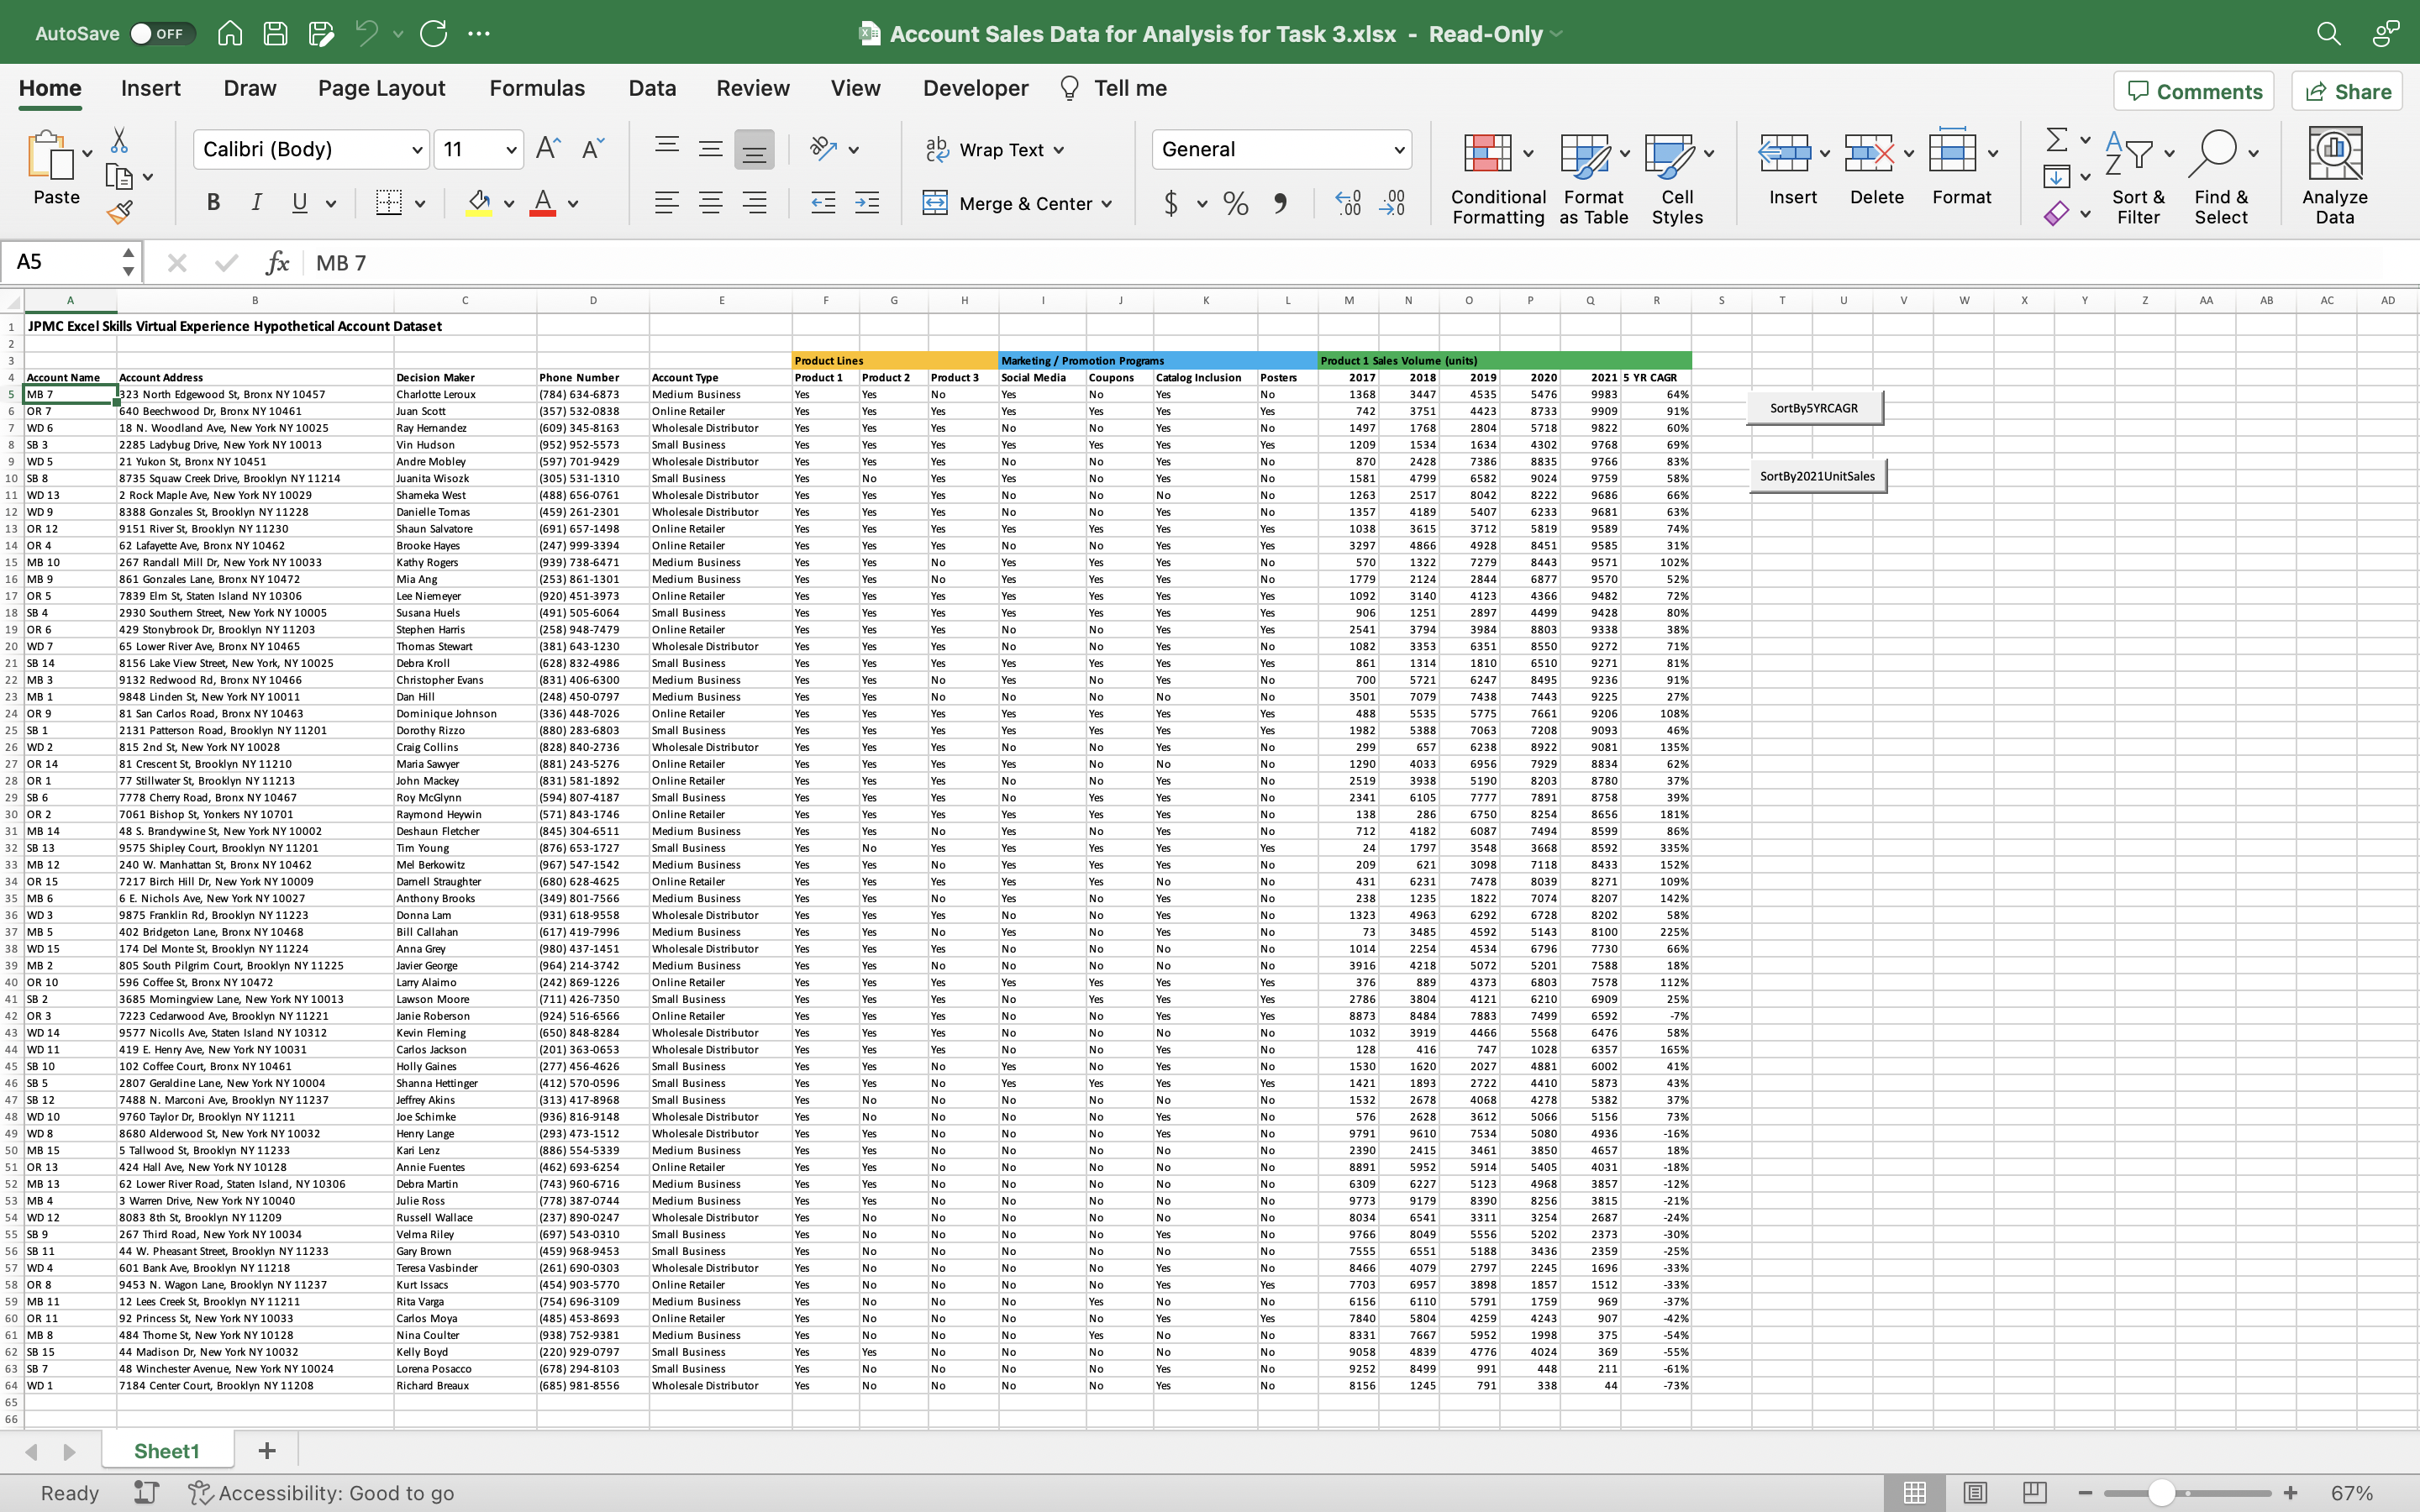 AutoSave OFF Account Sales Data for Analysis for Task 3.xlsx - Read-Only
Home Insert Draw Page Layout Formulas Data Review View Developer Tell me Comments Share
Paste Calibri (Body) 11 Wrap Text General Conditional Formatting Format as Table Cell Styles Insert Delete Format Sort & Filter Find & Select Analyze Data
B I U Merge & Center $ % 9
A5 fx MB 7
A B C D E F G H I J K L M N O P Q R S T U V W X Y Z AA AB AC AD
1 JPMC Excel Skills Virtual Experience Hypothetical Account Dataset
2
3 Product Lines Marketing / Promotion Programs Product 1 Sales Volume (units)
4 Account Name Account Address Decision Maker Phone Number Account Type Product 1 Product 2 Product 3 Social Media Coupons Catalog Inclusion Posters 2017 2018 2019 2020 2021 5 YR CAGR
5 MB 7 323 North Edgewood St, Bronx NY 10457 Charlotte Leroux (784) 634-6873 Medium Business Yes Yes No Yes No Yes No 1368 3447 4535 5476 9983 64%
SortBy5YRCAGR
6 OR 7 640 Beechwood Dr, Bronx NY 10461 Juan Scott (357) 532-0838 Online Retailer Yes Yes Yes Yes Yes Yes Yes 742 3751 4423 8733 9909 91%
7 WD 6 18 N. Woodland Ave, New York NY 10025 Ray Hernandez (609) 345-8163 Wholesale Distributor Yes Yes Yes No No Yes No 1497 1768 2804 5718 9822 60%
8 SB 3 2285 Ladybug Drive, New York NY 10013 Vin Hudson (952) 952-5573 Small Business Yes Yes Yes Yes Yes Yes Yes 1209 1534 1634 4302 9768 69%
9 WD 5 21 Yukon St, Bronx NY 10451 Andre Mobley (597) 701-9429 Wholesale Distributor Yes Yes Yes No No Yes No 870 2428 7386 8835 9766 83%
10 SB 8 8735 Squaw Creek Drive, Brooklyn NY 11214 Juanita Wisozk (305) 531-1310 Small Business Yes No Yes Yes No Yes No 1581 4799 6582 9024 9759 58%
SortBy2021UnitSales
11 WD 13 2 Rock Maple Ave, New York NY 10029 Shameka West (488) 656-0761 Wholesale Distributor Yes Yes Yes No No No No 1263 2517 8042 8222 9686 66%
12 WD 9 8388 Gonzales St, Brooklyn NY 11228 Danielle Tomas (459) 261-2301 Wholesale Distributor Yes Yes Yes No No Yes No 1357 4189 5407 6233 9681 63%
13 OR 12 9151 River St, Brooklyn NY 11230 Shaun Salvatore (691) 657-1498 Online Retailer Yes Yes Yes Yes Yes Yes Yes 1038 3615 3712 5819 9589 74%
14 OR 4 62 Lafayette Ave, Bronx NY 10462 Brooke Hayes (247) 999-3394 Online Retailer Yes Yes Yes No No Yes Yes 3297 4866 4928 8451 9585 31%
15 MB 10 267 Randall Mill Dr, New York NY 10033 Kathy Rogers (939) 738-6471 Medium Business Yes Yes No Yes Yes Yes No 570 1322 7279 8443 9571 102%
16 MB 9 861 Gonzales Lane, Bronx NY 10472 Mia Ang (253) 861-1301 Medium Business Yes Yes No Yes Yes Yes No 1779 2124 2844 6877 9570 52%
17 OR 5 7839 Elm St, Staten Island NY 10306 Lee Niemeyer (920) 451-3973 Online Retailer Yes Yes Yes Yes Yes Yes Yes 1092 3140 4123 4366 9482 72%
18 SB 4 2930 Southern Street, New York NY 10005 Susana Huels (491) 505-6064 Small Business Yes Yes Yes Yes Yes Yes Yes 906 1251 2897 4499 9428 80%
19 OR 6 429 Stonybrook Dr, Brooklyn NY 11203 Stephen Harris (258) 948-7479 Online Retailer Yes Yes Yes No No Yes Yes 2541 3794 3984 8803 9338 38%
20 WD 7 65 Lower River Ave, Bronx NY 10465 Thomas Stewart (381) 643-1230 Wholesale Distributor Yes Yes Yes No No Yes No 1082 3353 6351 8550 9272 71%
21 SB 14 8156 Lake View Street, New York, NY 10025 Debra Kroll (628) 832-4986 Small Business Yes Yes Yes Yes Yes Yes Yes 861 1314 1810 6510 9271 81%
22 MB 3 9132 Redwood Rd, Bronx NY 10466 Christopher Evans (831) 406-6300 Medium Business Yes Yes No Yes No Yes No 700 5721 6247 8495 9236 91%
23 MB 1 9848 Linden St, New York NY 10011 Dan Hill (248) 450-0797 Medium Business Yes Yes No No No No No 3501 7079 7438 7443 9225 27%
24 OR 9 81 San Carlos Road, Bronx NY 10463 Dominique Johnson (336) 448-7026 Online Retailer Yes Yes Yes Yes Yes Yes Yes 488 5535 5775 7661 9206 108%
25 SB 1 2131 Patterson Road, Brooklyn NY 11201 Dorothy Rizzo (880) 283-6803 Small Business Yes Yes Yes Yes Yes Yes No 1982 5388 7063 7208 9093 46%
26 WD 2 815 2nd St, New York NY 10028 Craig Collins (828) 840-2736 Wholesale Distributor Yes Yes Yes No No Yes No 299 657 6238 8922 9081 135%
27 OR 14 81 Crescent St, Brooklyn NY 11210 Maria Sawyer (881) 243-5276 Online Retailer Yes Yes Yes Yes No No No 1290 4033 6956 7929 8834 62%
28 OR 1 77 Stillwater St, Brooklyn NY 11213 John Mackey (831) 581-1892 Online Retailer Yes Yes Yes No No Yes No 2519 3938 5190 8203 8780 37%
29 SB 6 7778 Cherry Road, Bronx NY 10467 Roy McGlynn (594) 807-4187 Small Business Yes Yes Yes No Yes Yes No 2341 6105 7777 7891 8758 39%
30 OR 2 7061 Bishop St, Yonkers NY 10701 Raymond Heywin (571) 843-1746 Online Retailer Yes Yes Yes Yes Yes Yes No 138 286 6750 8254 8656 181%
31 MB 14 48 S. Brandywine St, New York NY 10002 Deshaun Fletcher (845) 304-6511 Medium Business Yes Yes No Yes No Yes No 712 4182 6087 7494 8599 86%
32 SB 13 9575 Shipley Court, Brooklyn NY 11201 Tim Young (876) 653-1727 Small Business Yes No Yes Yes Yes Yes Yes 24 1797 3548 3668 8592 335%
33 MB 12 240 W. Manhattan St, Bronx NY 10462 Mel Berkowitz (967) 547-1542 Medium Business Yes Yes No Yes Yes Yes No 209 621 3098 7118 8433 152%
34 OR 15 7217 Birch Hill Dr, New York NY 10009 Darnell Straughter (680) 628-4625 Online Retailer Yes Yes Yes Yes Yes No No 431 6231 7478 8039 8271 109%
35 MB 6 6 E. Nichols Ave, New York NY 10027 Anthony Brooks (349) 801-7566 Medium Business Yes Yes No Yes No Yes No 238 1235 1822 7074 8207 142%
36 WD 3 9875 Franklin Rd, Brooklyn NY 11223 Donna Lam (931) 618-9558 Wholesale Distributor Yes Yes Yes No No Yes No 1323 4963 6292 6728 8202 58%
37 MB 5 402 Bridgeton Lane, Bronx NY 10468 Bill Callahan (617) 419-7996 Medium Business Yes Yes No Yes No Yes No 73 3485 4592 5143 8100 225%
38 WD 15 174 Del Monte St, Brooklyn NY 11224 Anna Grey (980) 437-1451 Wholesale Distributor Yes Yes Yes No No No No 1014 2254 4534 6796 7730 66%
39 MB 2 805 South Pilgrim Court, Brooklyn NY 11225 Javier George (964) 214-3742 Medium Business Yes Yes No No No No No 3916 4218 5072 5201 7588 18%
40 OR 10 596 Coffee St, Bronx NY 10472 Larry Alaimo (242) 869-1226 Online Retailer Yes Yes Yes Yes Yes Yes Yes 376 889 4373 6803 7578 112%
41 SB 2 3685 Morningview Lane, New York NY 10013 Lawson Moore (711) 426-7350 Small Business Yes Yes Yes No Yes Yes Yes 2786 3804 4121 6210 6909 25%
42 OR 3 7223 Cedarwood Ave, Brooklyn NY 11221 Janie Roberson (924) 516-6566 Online Retailer Yes Yes Yes No No Yes Yes 8873 8484 7883 7499 6592 -7%
43 WD 14 9577 Nicolls Ave, Staten Island NY 10312 Kevin Fleming (650) 848-8284 Wholesale Distributor Yes Yes Yes No No Yes No 1032 3919 4466 5568 6476 58%
44 WD 11 419 E. Henry Ave, New York NY 10031 Carlos Jackson (201) 363-0653 Wholesale Distributor Yes Yes Yes No No Yes No 128 416 747 1028 6357 165%
45 SB 10 102 Coffee Court, Bronx NY 10461 Holly Gaines (277) 456-4626 Small Business Yes Yes No Yes No Yes No 1530 1620 2027 4881 6002 41%
46 SB 5 2807 Geraldine Lane, New York NY 10004 Shanna Hettinger (412) 570-0596 Small Business Yes Yes No Yes Yes Yes Yes 1421 1893 2722 4410 5873 43%
47 SB 12 7488 N. Marconi Ave, Brooklyn NY 11237 Jeffrey Akins (313) 417-8968 Small Business Yes No No No No No No 1532 2678 4068 4278 5382 37%
48 WD 10 9760 Taylor Dr, Brooklyn NY 11211 Joe Schimke (936) 816-9148 Wholesale Distributor Yes Yes No No No Yes No 576 2628 3612 5066 5156 73%
49 WD 8 8680 Alderwood St, New York NY 10032 Henry Lange (293) 473-1512 Wholesale Distributor Yes Yes No No No Yes No 9791 9610 7534 5080 4936 -16%
50 MB 15 5 Tallwood St, Brooklyn NY 11233 Kari Lenz (886) 554-5339 Medium Business Yes Yes No No No No No 2390 2415 3461 3850 4657 18%
51 OR 13 424 Hall Ave, New York NY 10128 Annie Fuentes (462) 693-6254 Online Retailer Yes Yes No No No No No 8891 5952 5914 5405 4031 -18%
52 MB 13 62 Lower River Road, Staten Island, NY 10306 Debra Martin (743) 960-6716 Medium Business Yes Yes No No No No No 6309 6227 5123 4968 3857 -12%
53 MB 4 3 Warren Drive, New York NY 10040 Julie Ross (778) 387-0744 Medium Business Yes Yes No No No No No 9773 9179 8390 8256 3815 -21%
54 WD 12 8083 8th St, Brooklyn NY 11209 Russell Wallace (237) 890-0247 Wholesale Distributor Yes No No No No No No 8034 6541 3311 3254 2687 -24%
55 SB 9 267 Third Road, New York NY 10034 Velma Riley (697) 543-0310 Small Business Yes No No No No Yes No 9766 8049 5556 5202 2373 -30%
56 SB 11 44 W. Pheasant Street, Brooklyn NY 11233 Gary Brown (459) 968-9453 Small Business Yes No No No No No No 7555 6551 5188 3436 2359 -25%
57 WD 4 601 Bank Ave, Brooklyn NY 11218 Teresa Vasbinder (261) 690-0303 Wholesale Distributor Yes No No No No Yes No 8466 4079 2797 2245 1696 -33%
58 OR 8 9453 N. Wagon Lane, Brooklyn NY 11237 Kurt Issacs (454) 903-5770 Online Retailer Yes No No No No Yes Yes 7703 6957 3898 1857 1512 -33%
59 MB 11 12 Lees Creek St, Brooklyn NY 11211 Rita Varga (754) 696-3109 Medium Business Yes No No No Yes No No 6156 6110 5791 1759 969 -37%
60 OR 11 92 Princess St, New York NY 10033 Carlos Moya (485) 453-8693 Online Retailer Yes No No No No Yes Yes 7840 5804 4259 4243 907 -42%
61 MB 8 484 Thorne St, New York NY 10128 Nina Coulter (938) 752-9381 Medium Business Yes No No No Yes No No 8331 7667 5952 1998 375 -54%
62 SB 15 44 Madison Dr, New York NY 10032 Kelly Boyd (220) 929-0797 Small Business Yes Yes No No No No No 9058 4839 4776 4024 369 -55%
63 SB 7 48 Winchester Avenue, New York NY 10024 Lorena Posacco (678) 294-8103 Small Business Yes No No No No Yes No 9252 8499 991 448 211 -61%
64 WD 1 7184 Center Court, Brooklyn NY 11208 Richard Breaux (685) 981-8556 Wholesale Distributor Yes No No No No Yes No 8156 1245 791 338 44 -73%
65
66
Sheet1 +
Ready Accessibility: Good to go 67%